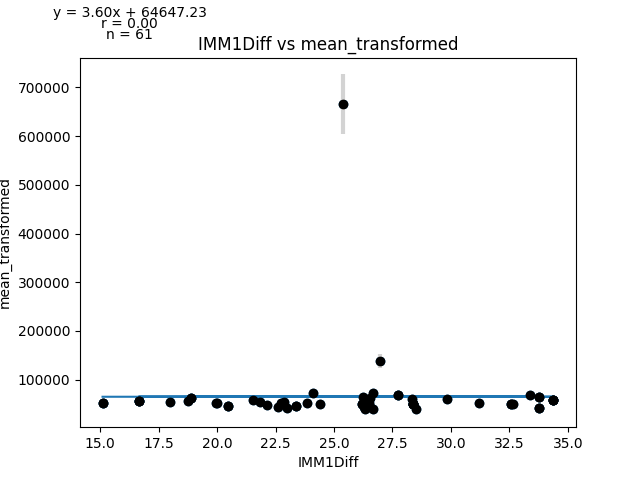 y = 3.60x + 64647.23
r = 0.00
n = 61
IMM1Diff vs mean_transformed
700000
600000
500000
400000
300000
200000
100000
mean_transformed
15.0 17.5 20.0 22.5 25.0 27.5 30.0 32.5 35.0
IMM1Diff